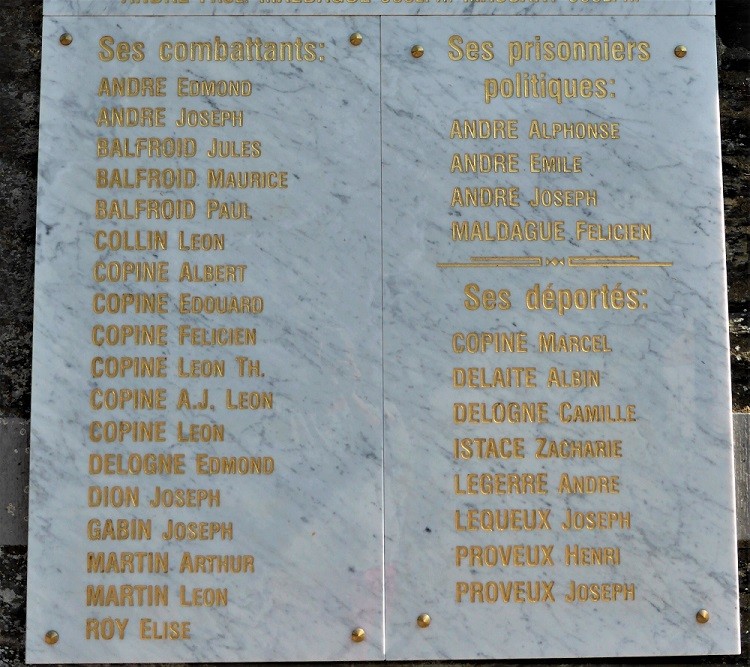 Ses combattants:
ANDRE EDMOND
ANDRE JOSEPH
BALFROID JULES
BALFROID MAURICE
BALFROID PAUL
COLLIN LEON
COPINE ALBERT
COPINE EDOUARD
COPINE FELICIEN
COPINE LEON TH.
COPINE A.J. LEON
COPINE LEON
DELOGNE EDMOND
DION JOSEPH
GABIN JOSEPH
MARTIN ARTHUR
MARTIN LEON
ROY ELISE
Ses prisonniers
politiques:
ANDRE ALPHONSE
ANDRE EMILE
ANDRE JOSEPH
MALDAGUE FELICIEN
Ses déportés:
COPINE MARCEL
DELAITE ALBIN
DELOGNE CAMILLE
ISTACE ZACHARIE
LEGERRE ANDRE
LEQUEUX JOSEPH
PROVEUX HENRI
PROVEUX JOSEPH